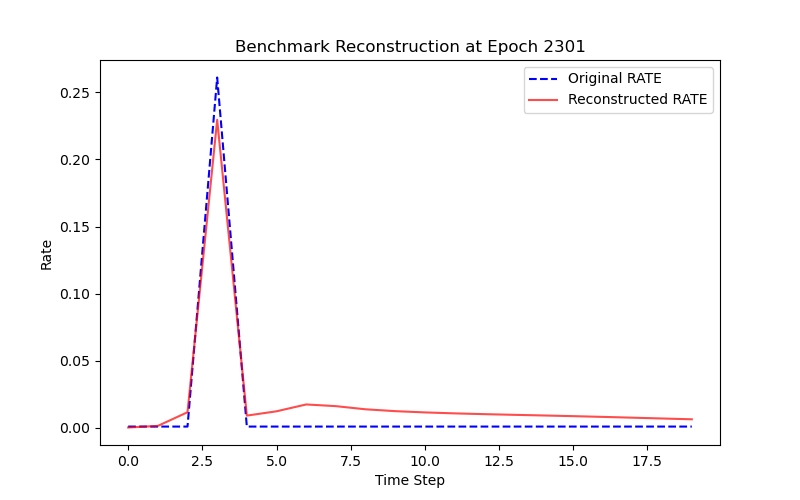 Benchmark Reconstruction at Epoch 2301
Original RATE
Reconstructed RATE
0.25
0.20
0.15
0.10
0.05
0.00
Rate
0.0 2.5 5.0 7.5 10.0 12.5 15.0 17.5
Time Step